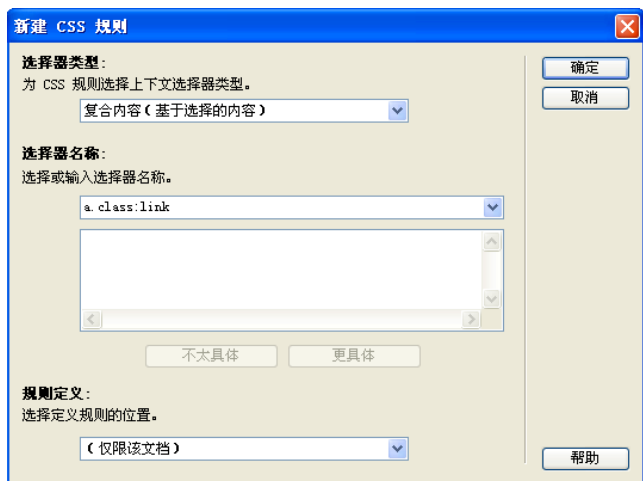 新建 CSS 规则
选择器类型:
为 CSS 规则选择上下文选择器类型。
复合内容(基于选择的内容)
确定
取消
选择器名称:
选择或输入选择器名称。
a.class:link
不太具体
更具体
规则定义:
选择定义规则的位置。
(仅限该文档)
帮助